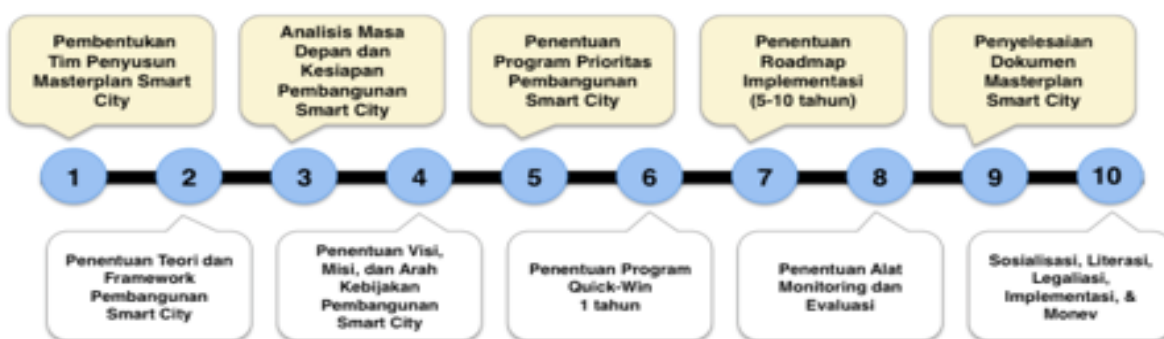 Pembentukan
Tim Penyusun
Masterplan Smart
City
Analisis Masa
Depan dan
Kesiapan
Pembangunan
Smart City
Penentuan
Program Prioritas
Pembangunan
Smart City
Penentuan
Roadmap
Implementasi
(5-10 tahun)
Penyelesaian
Dokumen
Masterplan
Smart City
1
2
3
4
5
6
7
8
9
10
Penentuan Teori dan
Framework
Pembangunan
Smart City
Penentuan Visi,
Misi, dan Arah
Kebijakan
Pembangunan
Smart City
Penentuan Program
Quick-Win
1 tahun
Penentuan Alat
Monitoring dan
Evaluasi
Sosialisasi, Literasi,
Legaliasi,
Implementasi, &
Monev